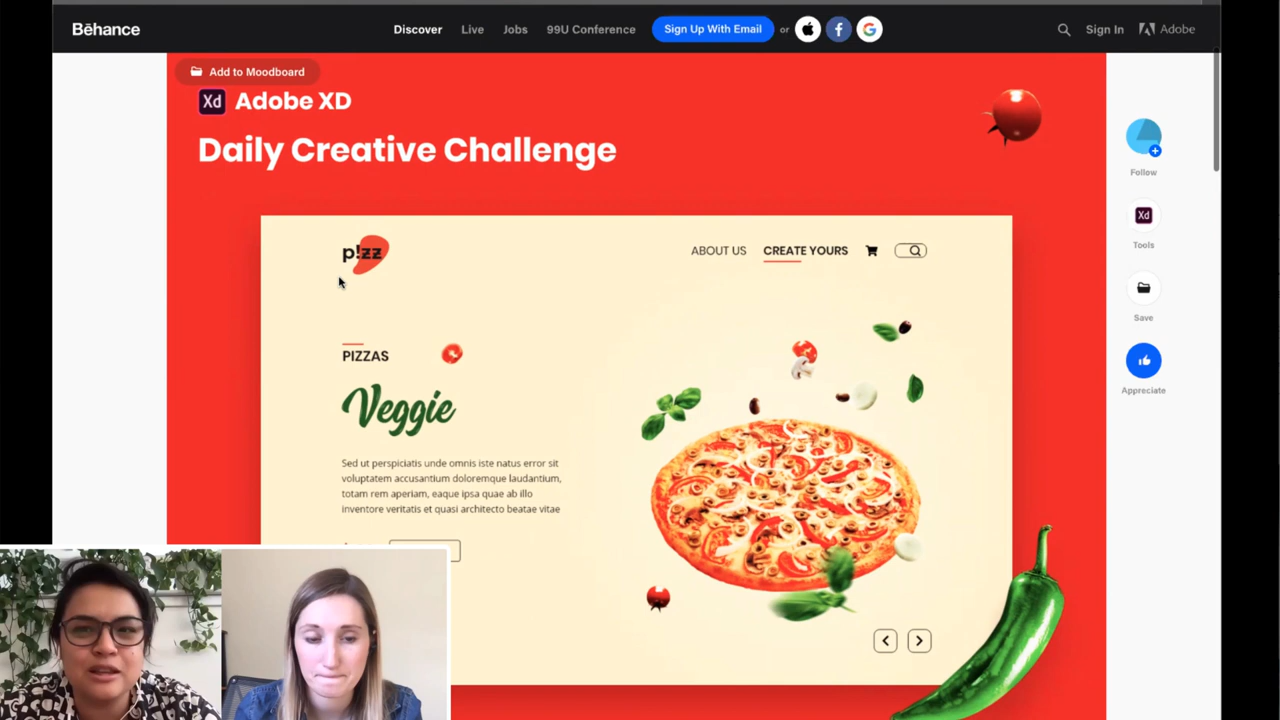 Bēhance
Discover
Live
Jobs
99U Conference
Sign Up With Email
or
f
G
Sign In
Adobe
Add to Moodboard
Xd Adobe XD
Daily Creative Challenge
p!zz
ABOUT US
CREATE YOURS
PIZZAS
Veggie
Sed ut perspiciatis unde omnis iste natus error sit
voluptatem accusantium doloremque laudantium,
totam rem aperiam, eaque ipsa quae ab illo
inventore veritatis et quasi architecto beatae vitae
Follow
Xd
Tools
Save
Appreciate